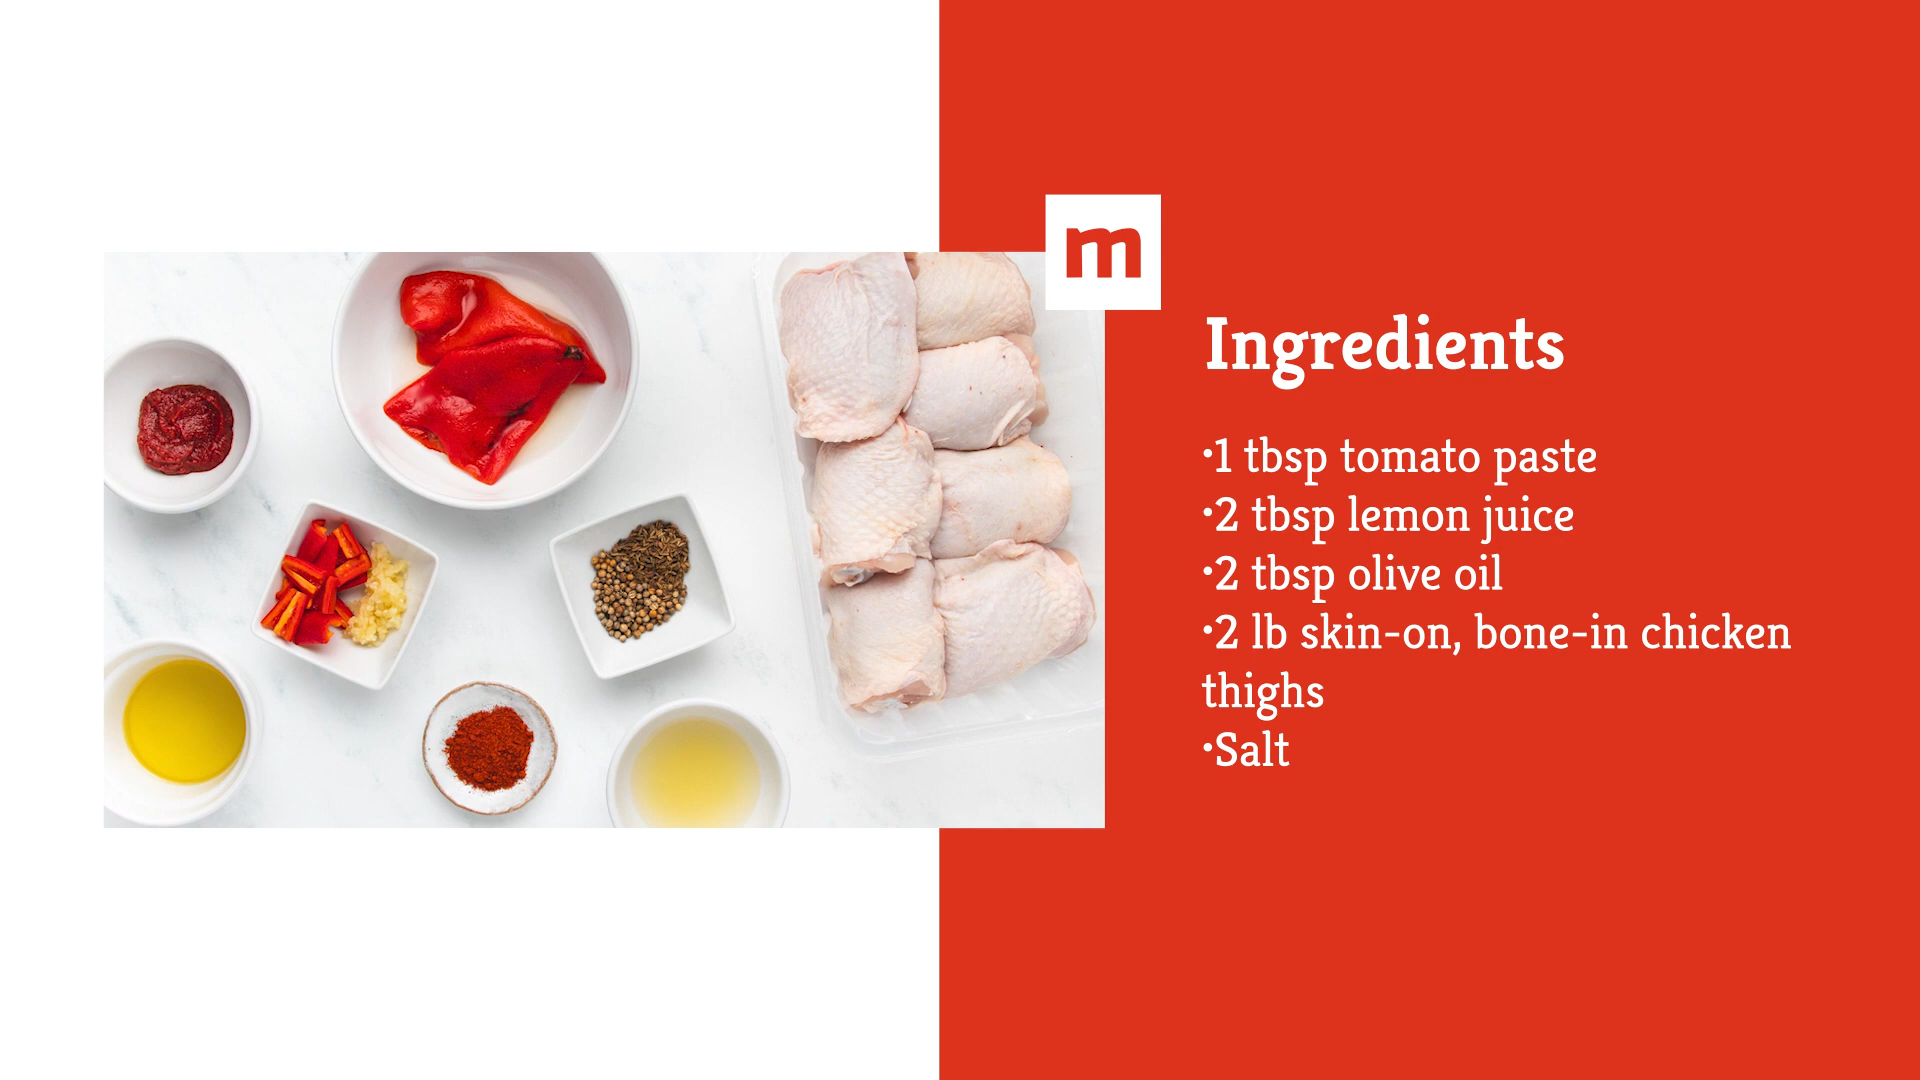 m
Ingredients
•1 tbsp tomato paste
•2 tbsp lemon juice
•2 tbsp olive oil
•2 lb skin-on, bone-in chicken
thighs
•Salt